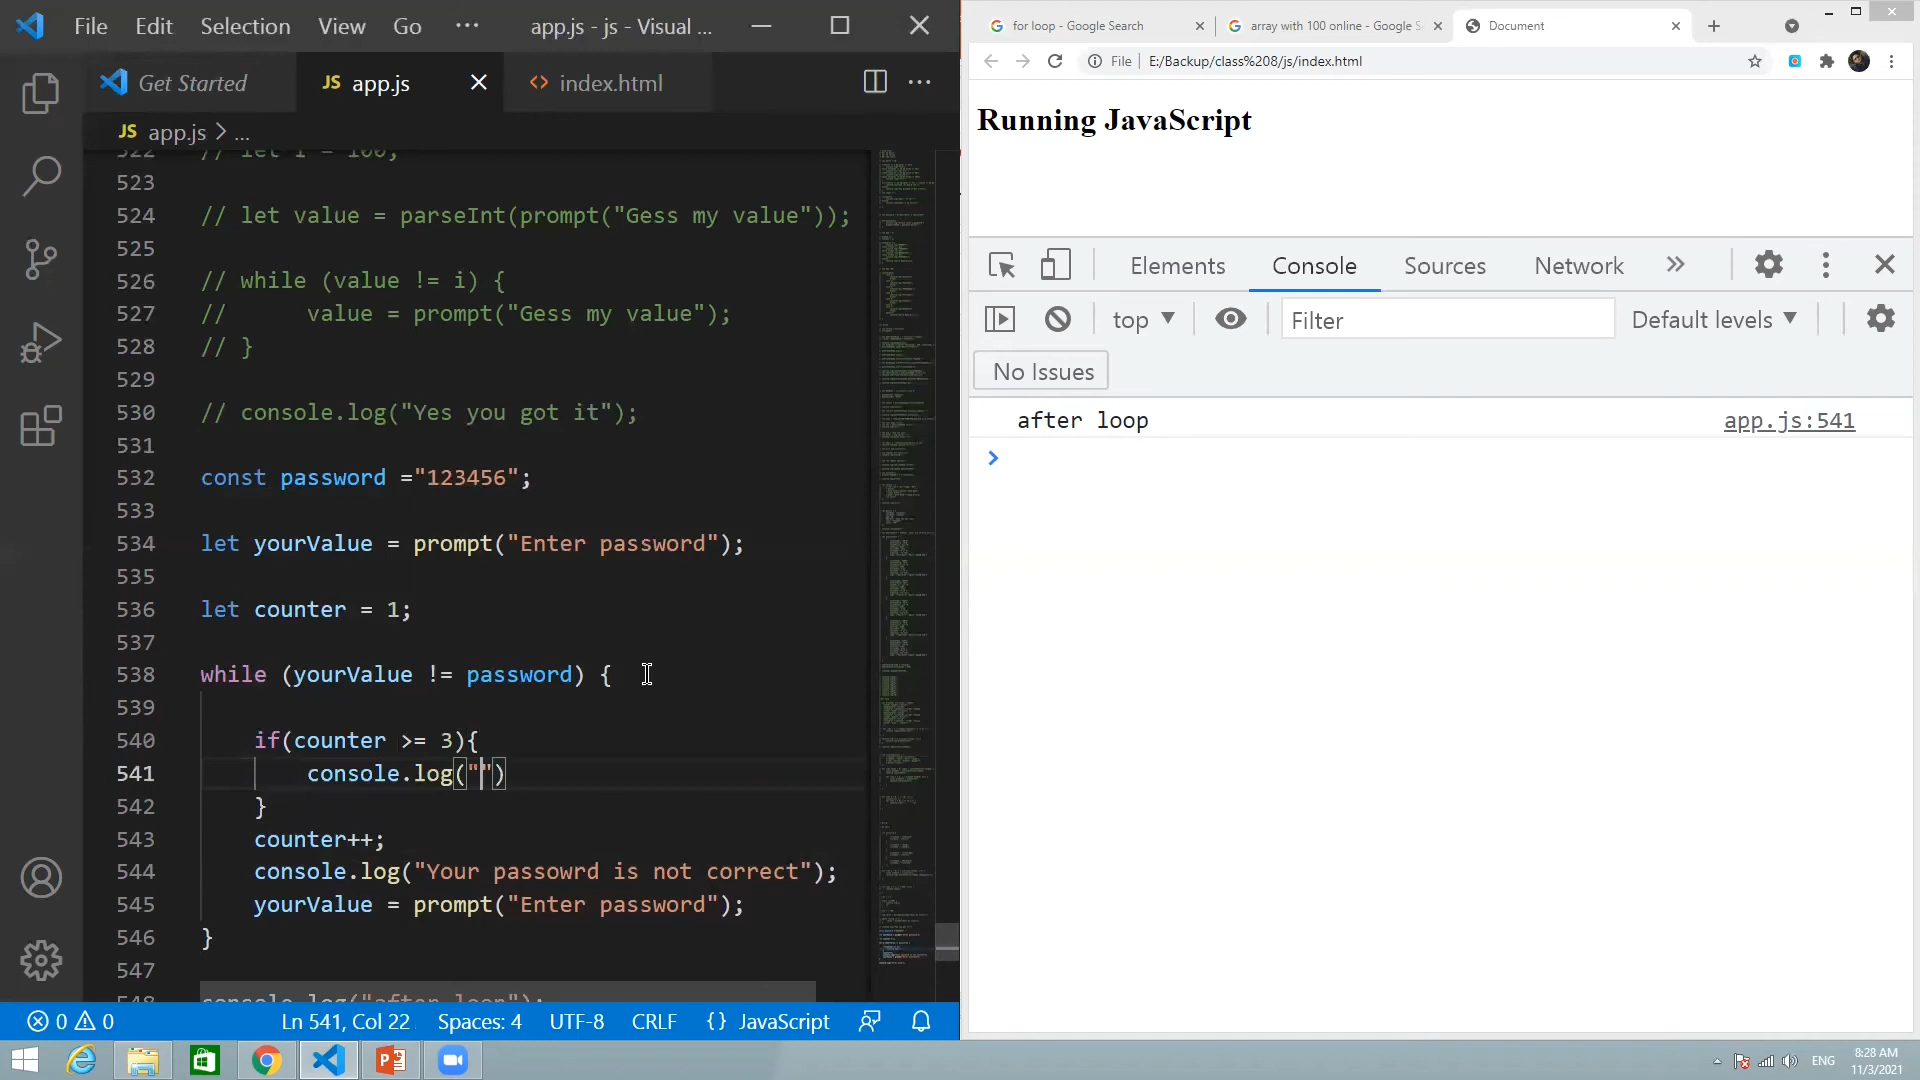 File Edit Selection View Go ··· app.js - js - Visual ...
Get Started JS app.js index.html ···
JS app.js > ...
522 // let i = 100;
523
524 // let value = parseInt(prompt("Gess my value"));
525
526 // while (value != i) {
527 //      value = prompt("Gess my value");
528 // }
529
530 // console.log("Yes you got it");
531
532 const password ="123456";
533
534 let yourValue = prompt("Enter password");
535
536 let counter = 1;
537
538 while (yourValue != password) {
539
540     if(counter >= 3){
541         console.log("")
542     }
543     counter++;
544     console.log("Your passowrd is not correct");
545     yourValue = prompt("Enter password");
546 }
547
548 console.log("after loop");
0 0 Ln 541, Col 22 Spaces: 4 UTF-8 CRLF {} JavaScript
for loop - Google Search array with 100 online - Google S Document
File | E:/Backup/class%208/js/index.html
Running JavaScript
Elements Console Sources Network »
top Filter Default levels
No Issues
after loop app.js:541
ENG 8:28 AM
11/3/2021